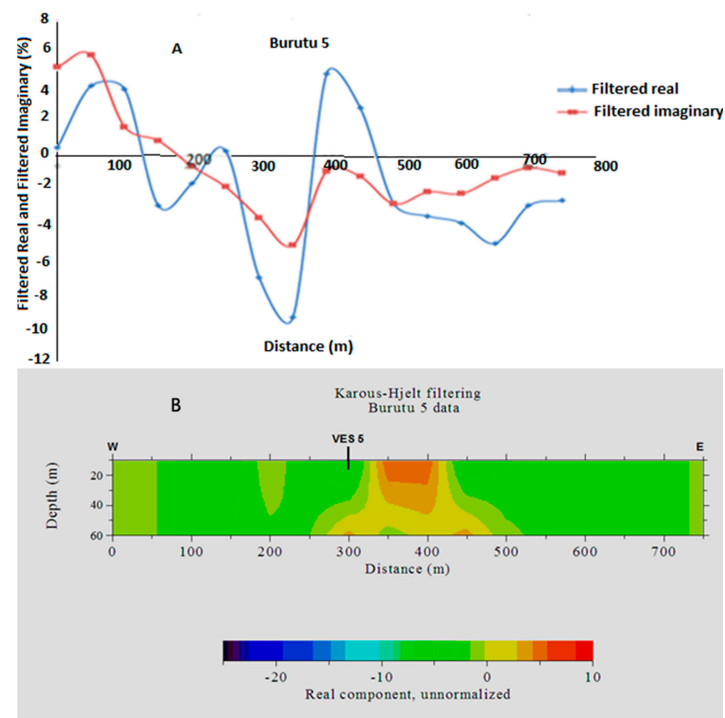 8
6
4
2
0
-2
-4
-6
-8
-10
-12
Filtered Real and Filtered Imaginary (%)
A
Burutu 5
Filtered real
Filtered imaginary
100 200 300 400 500 600 700 800
Distance (m)
B
Karous-Hjelt filtering
Burutu 5 data
W
VES 5
E
20
40
60
Depth (m)
0 100 200 300 400 500 600 700
Distance (m)
-20 -10 0 10
Real component, unnormalized